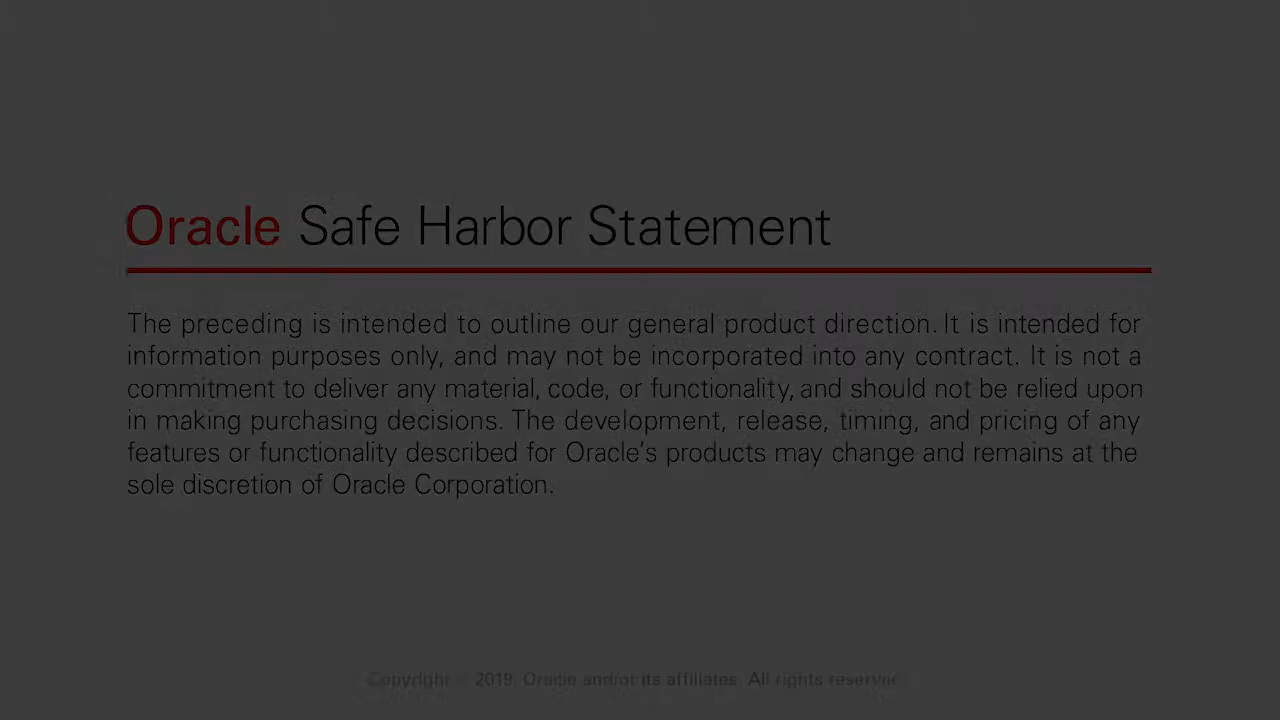 Oracle Safe Harbor Statement
The preceding is intended to outline our general product direction. It is intended for
information purposes only, and may not be incorporated into any contract. It is not a
commitment to deliver any material, code, or functionality, and should not be relied upon
in making purchasing decisions. The development, release, timing, and pricing of any
features or functionality described for Oracle's products may change and remains at the
sole discretion of Oracle Corporation.
Copyright © 2019, Oracle and/or its affiliates. All rights reserved.